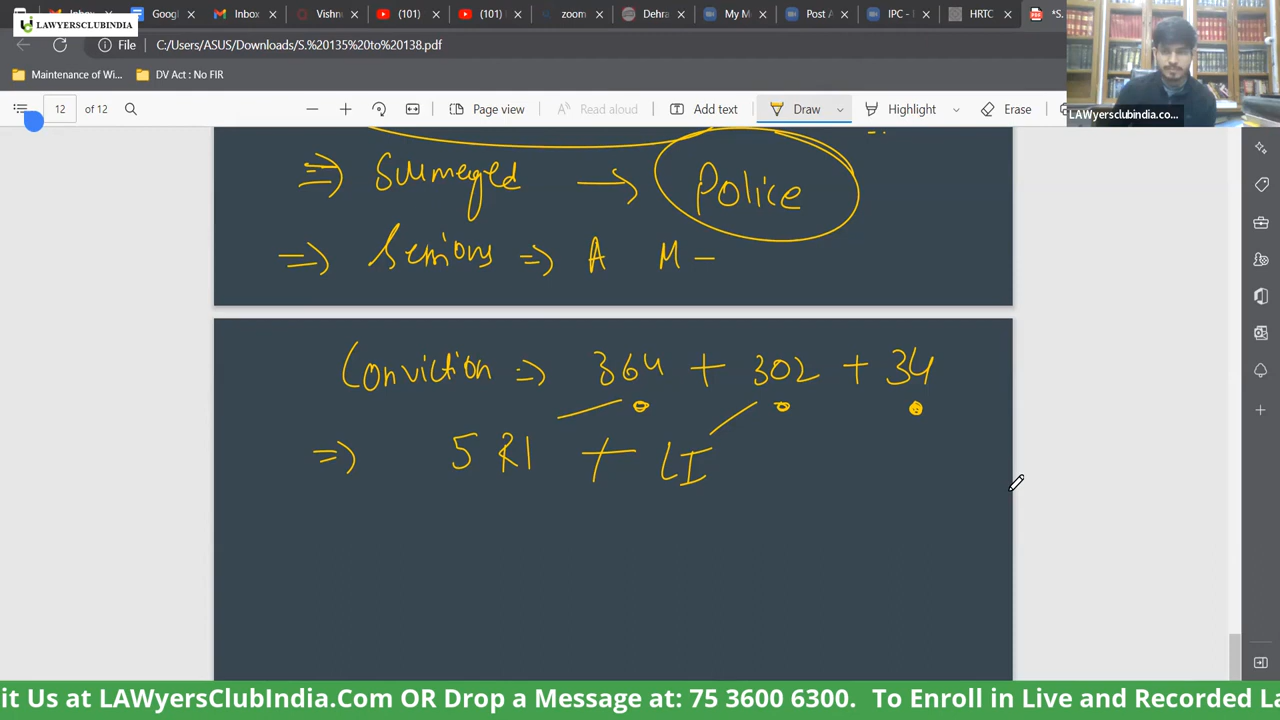 Inbox
Googl
Inbox
Vishnu
(101)
(101)
Dehra
My M
Post
IPC -
HRTC
LAWYERSCLUBINDIA
File
C:/Users/ASUS/Downloads/S.%20135%20to%20138.pdf
Maintenance of Wi...
DV Act : No FIR
12 of 12
Page view
Read aloud
Add text
Draw
Highlight
Erase
LAWyersclubindia.co...
=> Submerged → Police
=> Serious => A M -
Conviction => 364 + 302 + 34
=> 5 RI + LI
it Us at LAWyersClubIndia.Com OR Drop a Message at: 75 3600 6300. To Enroll in Live and Recorded La